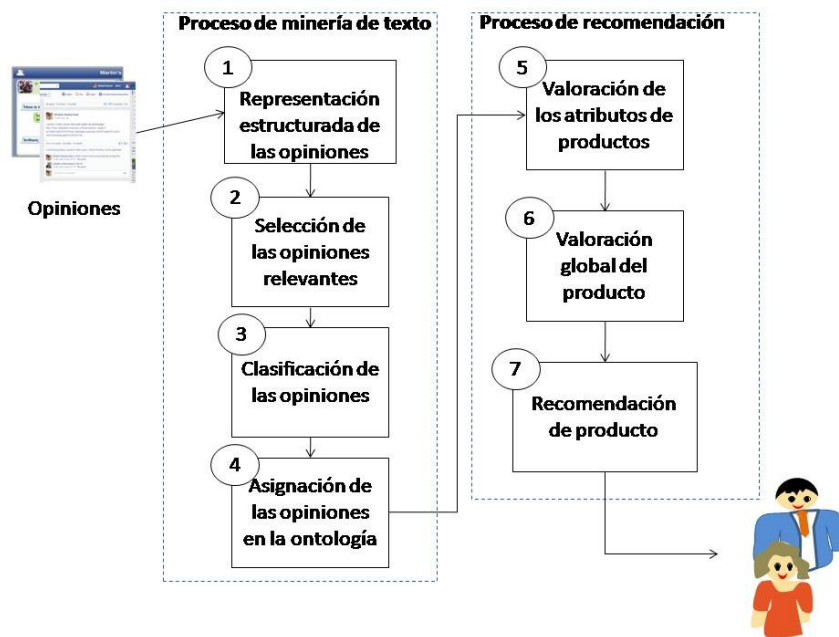 Proceso de minería de texto
1
Representación
estructurada de
las opiniones
2
Selección de
las opiniones
relevantes
3
Clasificación de
las opiniones
4
Asignación de
las opiniones
en la ontología
Opiniones
Proceso de recomendación
5
Valoración de
los atributos de
productos
6
Valoración
global del
producto
7
Recomendación
de producto